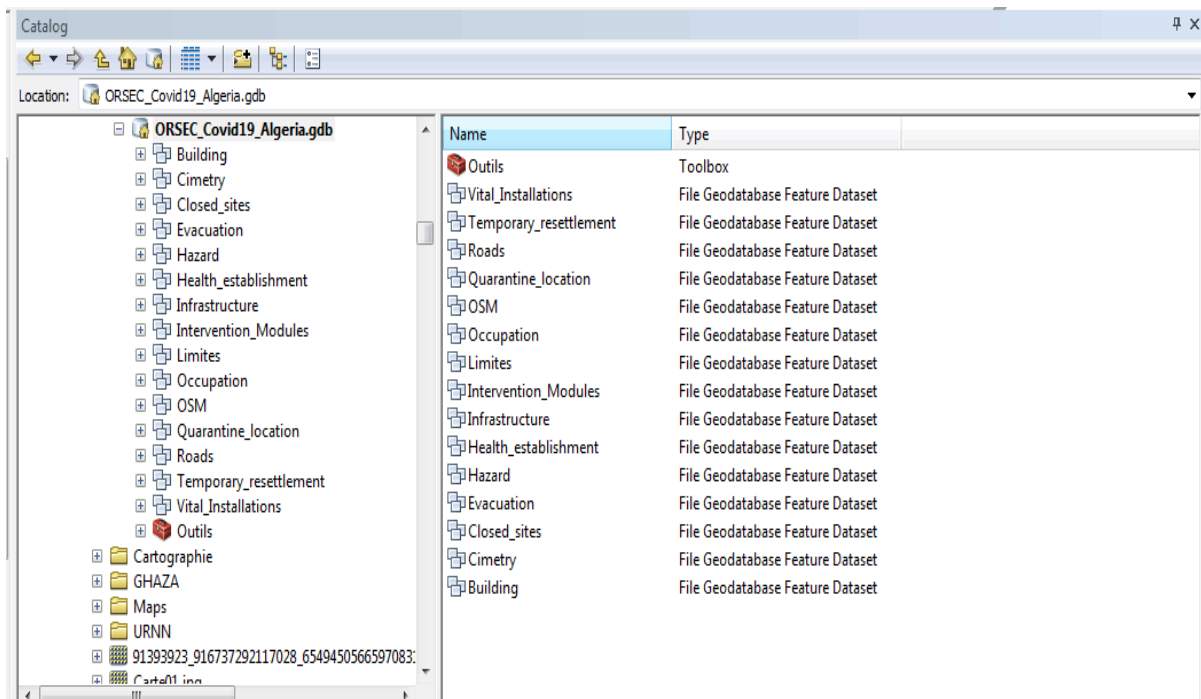 Catalog
Location: ORSEC_Covid19_Algeria.gdb
ORSEC_Covid19_Algeria.gdb
Building
Cimetry
Closed_sites
Evacuation
Hazard
Health_establishment
Infrastructure
Intervention_Modules
Limites
Occupation
OSM
Quarantine_location
Roads
Temporary_resettlement
Vital_Installations
Outils
Cartographie
GHAZA
Maps
URNN
91393923_916737292117028_6549450566597083
Name Type
Outils Toolbox
Vital_Installations File Geodatabase Feature Dataset
Temporary_resettlement File Geodatabase Feature Dataset
Roads File Geodatabase Feature Dataset
Quarantine_location File Geodatabase Feature Dataset
OSM File Geodatabase Feature Dataset
Occupation File Geodatabase Feature Dataset
Limites File Geodatabase Feature Dataset
Intervention_Modules File Geodatabase Feature Dataset
Infrastructure File Geodatabase Feature Dataset
Health_establishment File Geodatabase Feature Dataset
Hazard File Geodatabase Feature Dataset
Evacuation File Geodatabase Feature Dataset
Closed_sites File Geodatabase Feature Dataset
Cimetry File Geodatabase Feature Dataset
Building File Geodatabase Feature Dataset